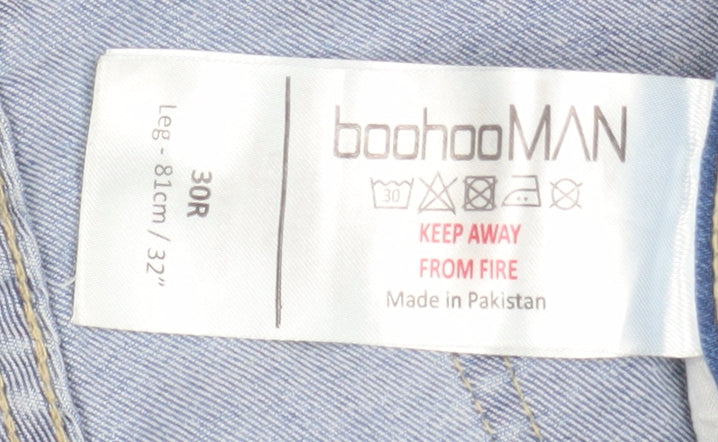 30R
Leg - 81cm / 32"
boohooMAN
30
KEEP AWAY
FROM FIRE
Made in Pakistan